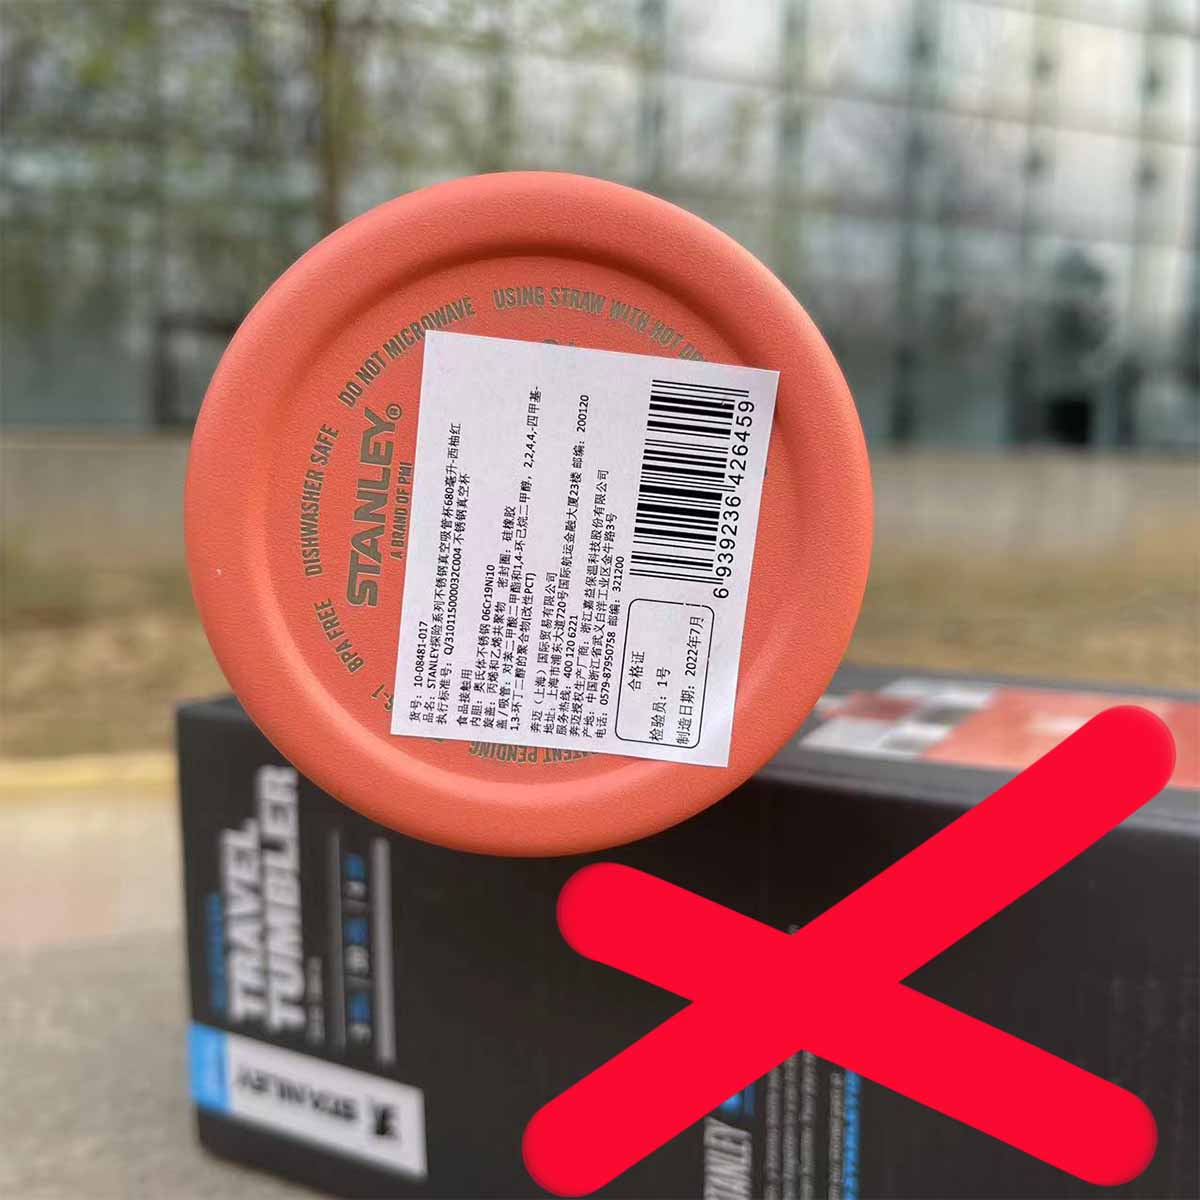 DISHWASHER SAFE
DO NOT MICROWAVE
USING STRAW WITH HOT
BPA FREE
STANLEY®
A BRAND OF PMI
PENDING
货号：10-08481-017
品名：STANLEY探险系列不锈钢真空吸管杯680毫升-西柚红
执行标准号：Q/310115000032C004 不锈钢真空杯
食品接触用
内胆：奥氏体不锈钢 06Cr19Ni10
旋盖：丙烯和乙烯共聚物 密封圈：硅橡胶
盖 吸管：对苯二甲酸二甲酯和1,4-环己烷二甲醇，2,2,4,4,-四甲基-
1,3-环丁二醇的聚合物(改性PCT)
奔迈（上海）国际贸易有限公司
地址：上海市浦东大道720号国际航运金融大厦23楼 邮编：200120
服务热线：400 120 6221
奔迈授权生产厂商：浙江嘉益保温科技股份有限公司
产地：中国浙江省武义白洋工业区金牛路3号
电话：0579-87950758 邮编：321200
合格证
检验员：1号
制造日期：2022年7月
6 939236 426459
TRAVEL
TUMBLER
STANLEY
STANLEY